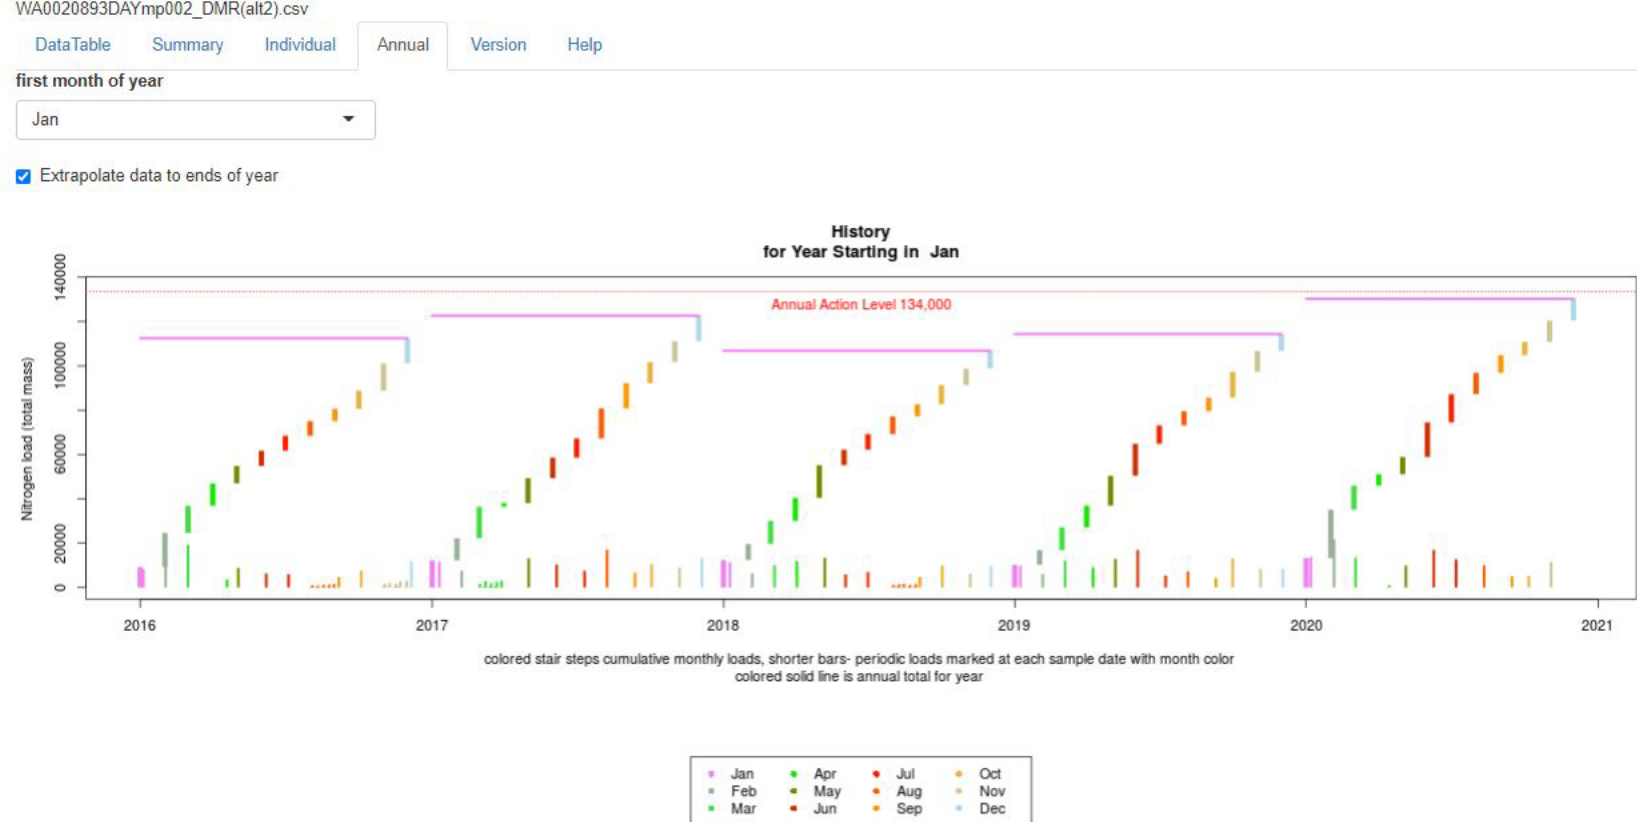 WA0020893DAYmp002_DMR(alt2).csv
DataTable Summary Individual Annual Version Help
first month of year
Jan
Extrapolate data to ends of year
History
for Year Starting in Jan
Nitrogen load (total mass)
140000
100000
60000
20000
0
Annual Action Level 134,000
2016 2017 2018 2019 2020 2021
colored stair steps cumulative monthly loads, shorter bars- periodic loads marked at each sample date with month color
colored solid line is annual total for year
Jan Apr Jul Oct
Feb May Aug Nov
Mar Jun Sep Dec